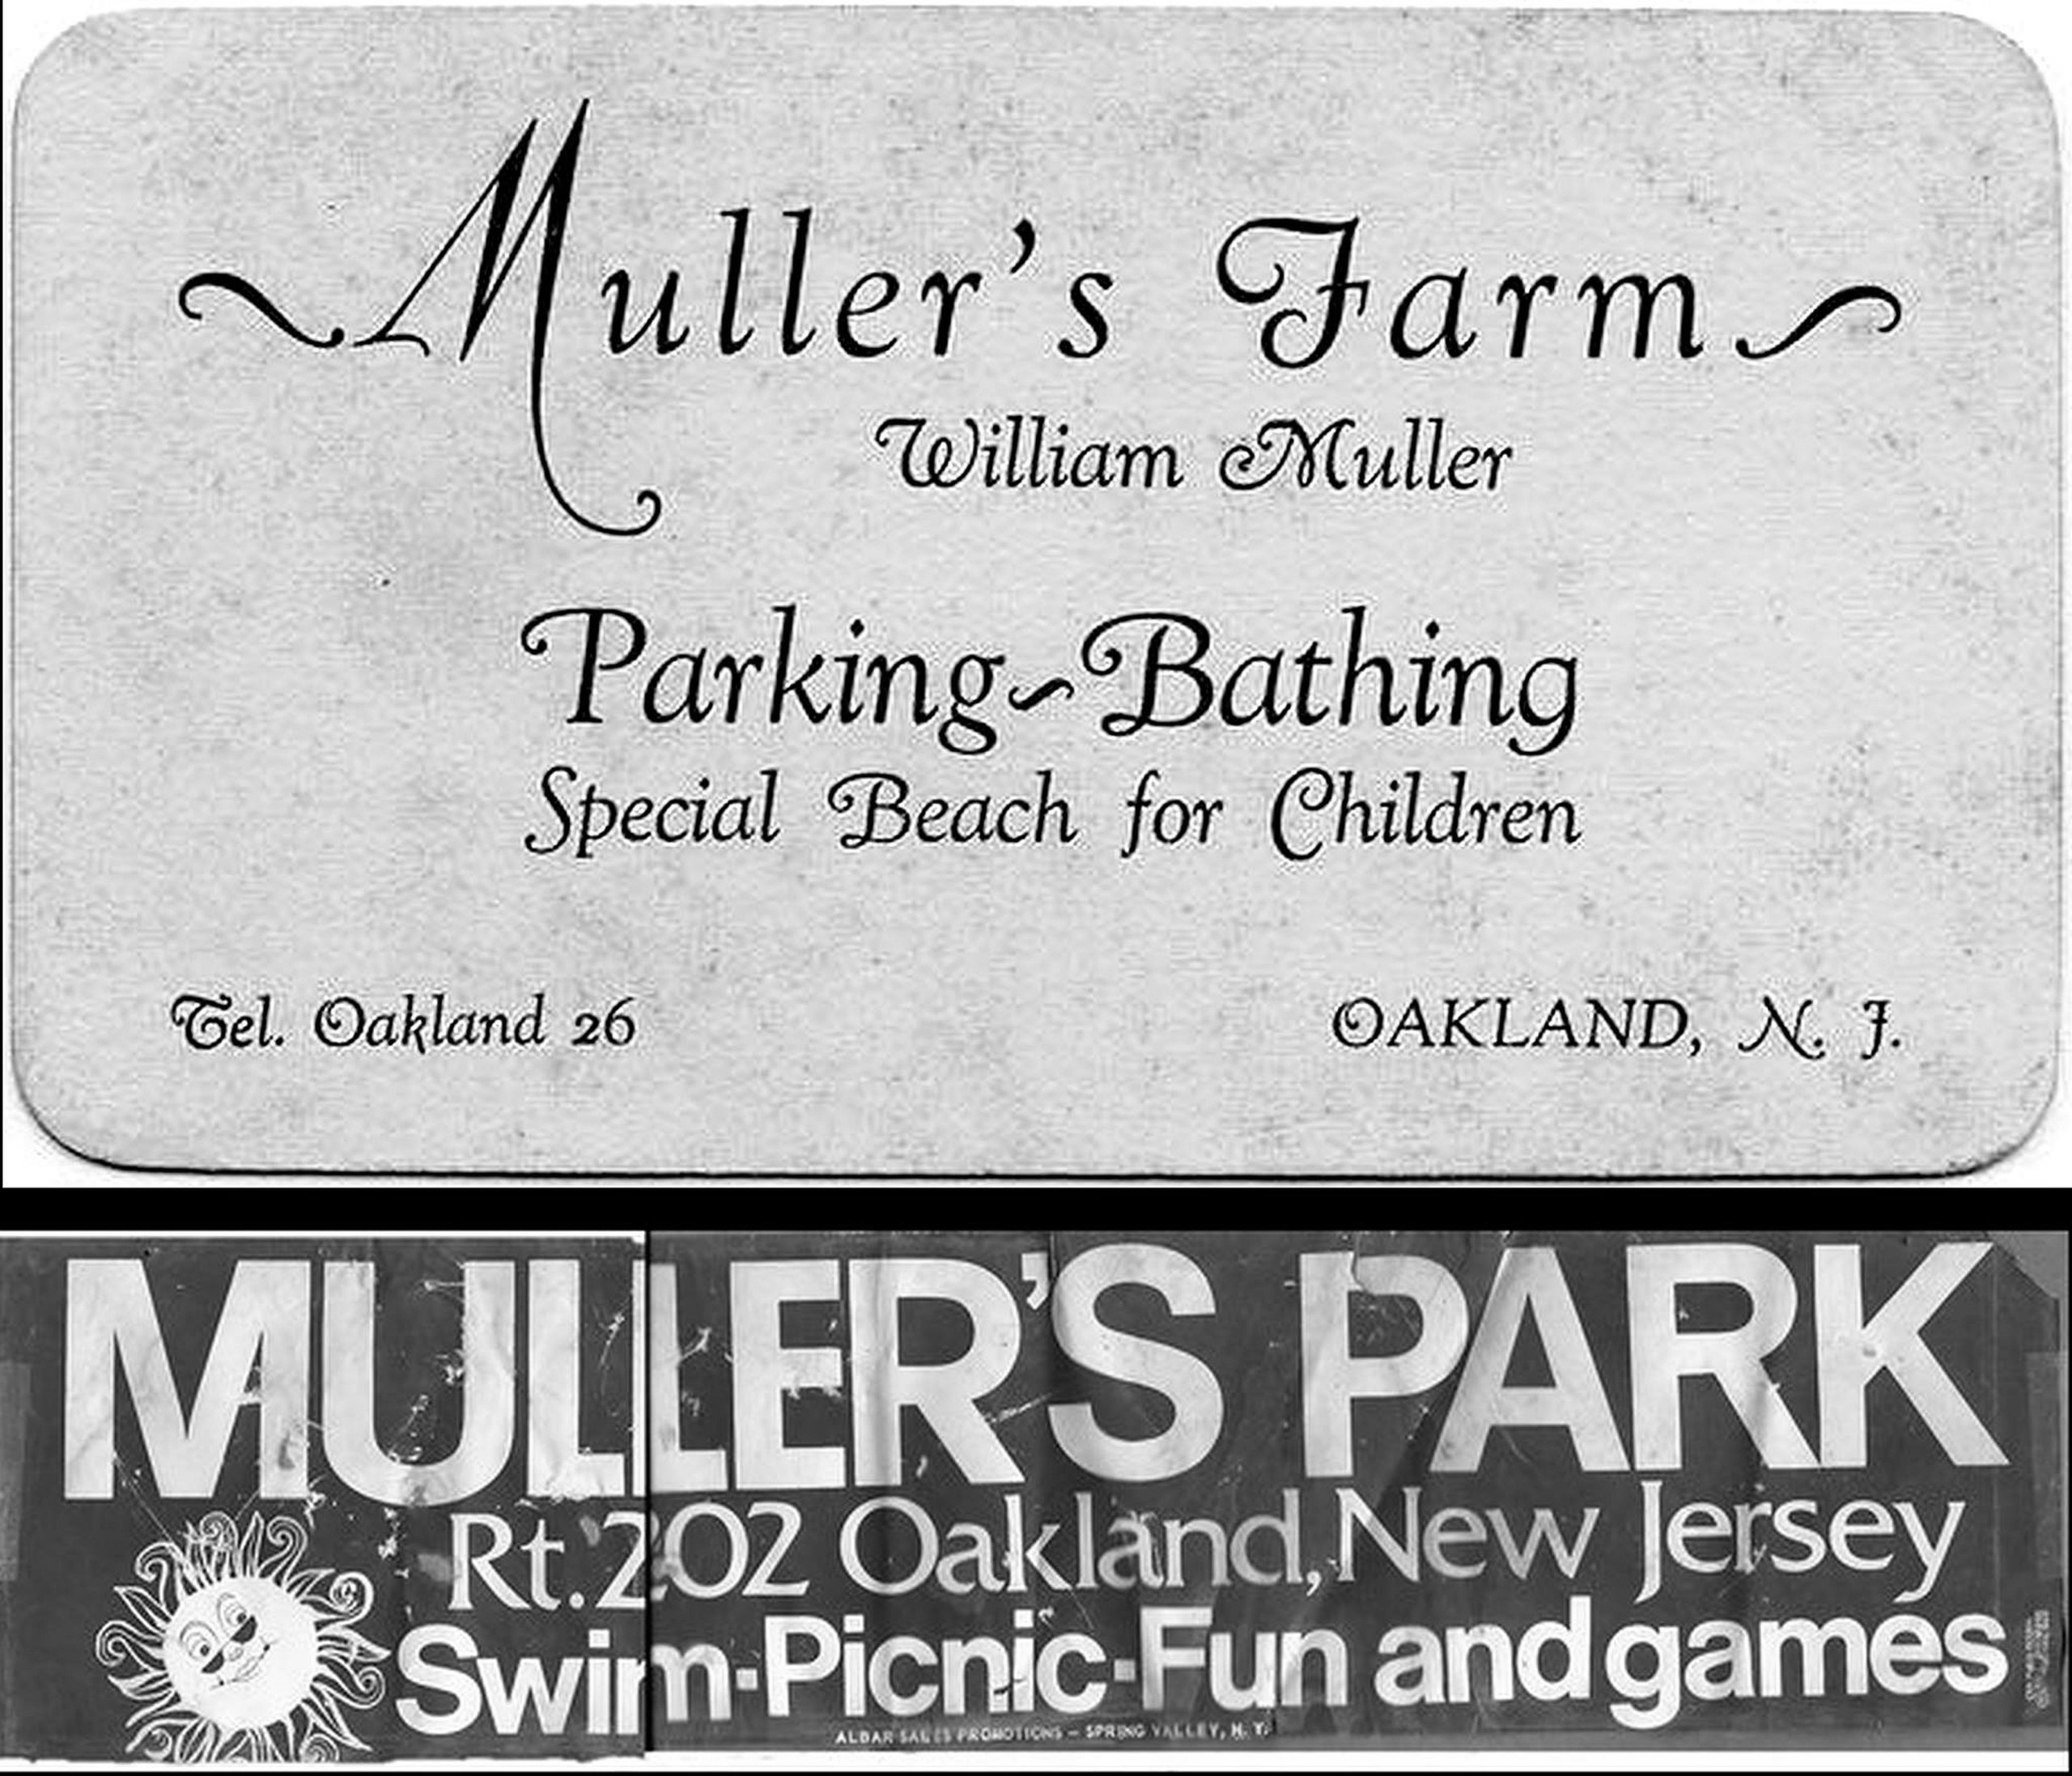 Muller's Farm
William Muller
Parking~Bathing
Special Beach for Children
Tel. Oakland 26
OAKLAND, N. J.
MULLER'S PARK
Rt. 202 Oakland, New Jersey
Swim-Picnic-Fun and games
ALBAR SALES PROMOTIONS — SPRING VALLEY, N. Y.